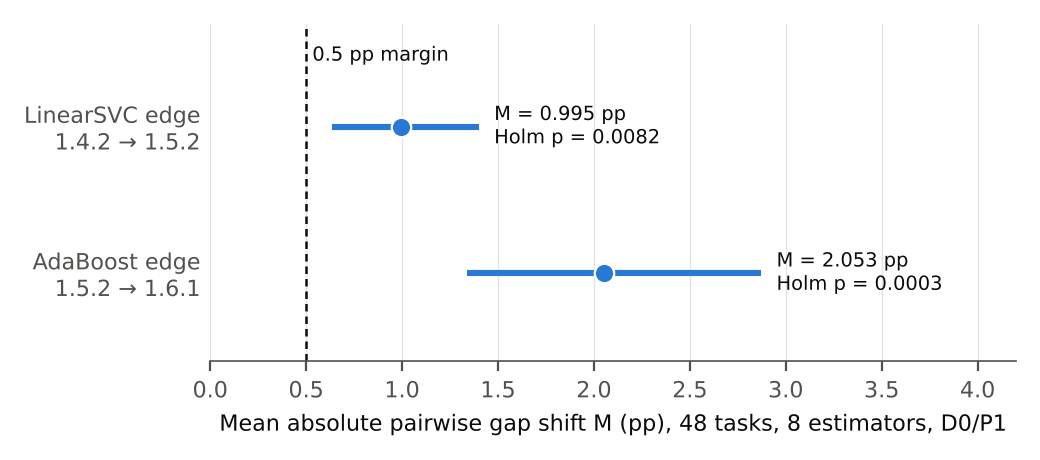 0.5 pp margin
LinearSVC edge
1.4.2 → 1.5.2
M = 0.995 pp
Holm p = 0.0082
AdaBoost edge
1.5.2 → 1.6.1
M = 2.053 pp
Holm p = 0.0003
0.0 0.5 1.0 1.5 2.0 2.5 3.0 3.5 4.0
Mean absolute pairwise gap shift M (pp), 48 tasks, 8 estimators, D0/P1